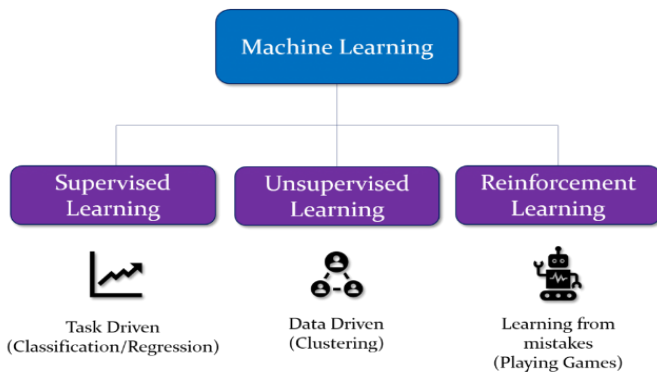 Machine Learning
Supervised
Learning
Unsupervised
Learning
Reinforcement
Learning
Task Driven
(Classification/Regression)
Data Driven
(Clustering)
Learning from
mistakes
(Playing Games)